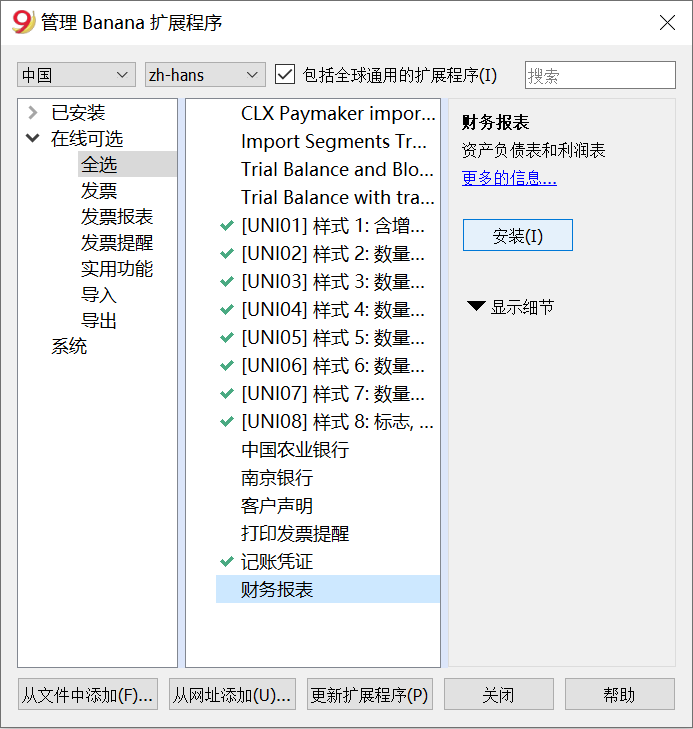 管理 Banana 扩展程序
中国
zh-hans
包括全球通用的扩展程序(I)
搜索
已安装
在线可选
全选
发票
发票报表
发票提醒
实用功能
导入
导出
系统
CLX Paymaker impor...
Import Segments Tr...
Trial Balance and Blo...
Trial Balance with tra...
[UNI01] 样式 1: 含增...
[UNI02] 样式 2: 数量...
[UNI03] 样式 3: 数量...
[UNI04] 样式 4: 数量...
[UNI05] 样式 5: 数量...
[UNI06] 样式 6: 数量...
[UNI07] 样式 7: 数量...
[UNI08] 样式 8: 标志, ...
中国农业银行
南京银行
客户声明
打印发票提醒
记账凭证
财务报表
财务报表
资产负债表和利润表
更多的信息...
安装(I)
显示细节
从文件中添加(F)...
从网址添加(U)...
更新扩展程序(P)
关闭
帮助